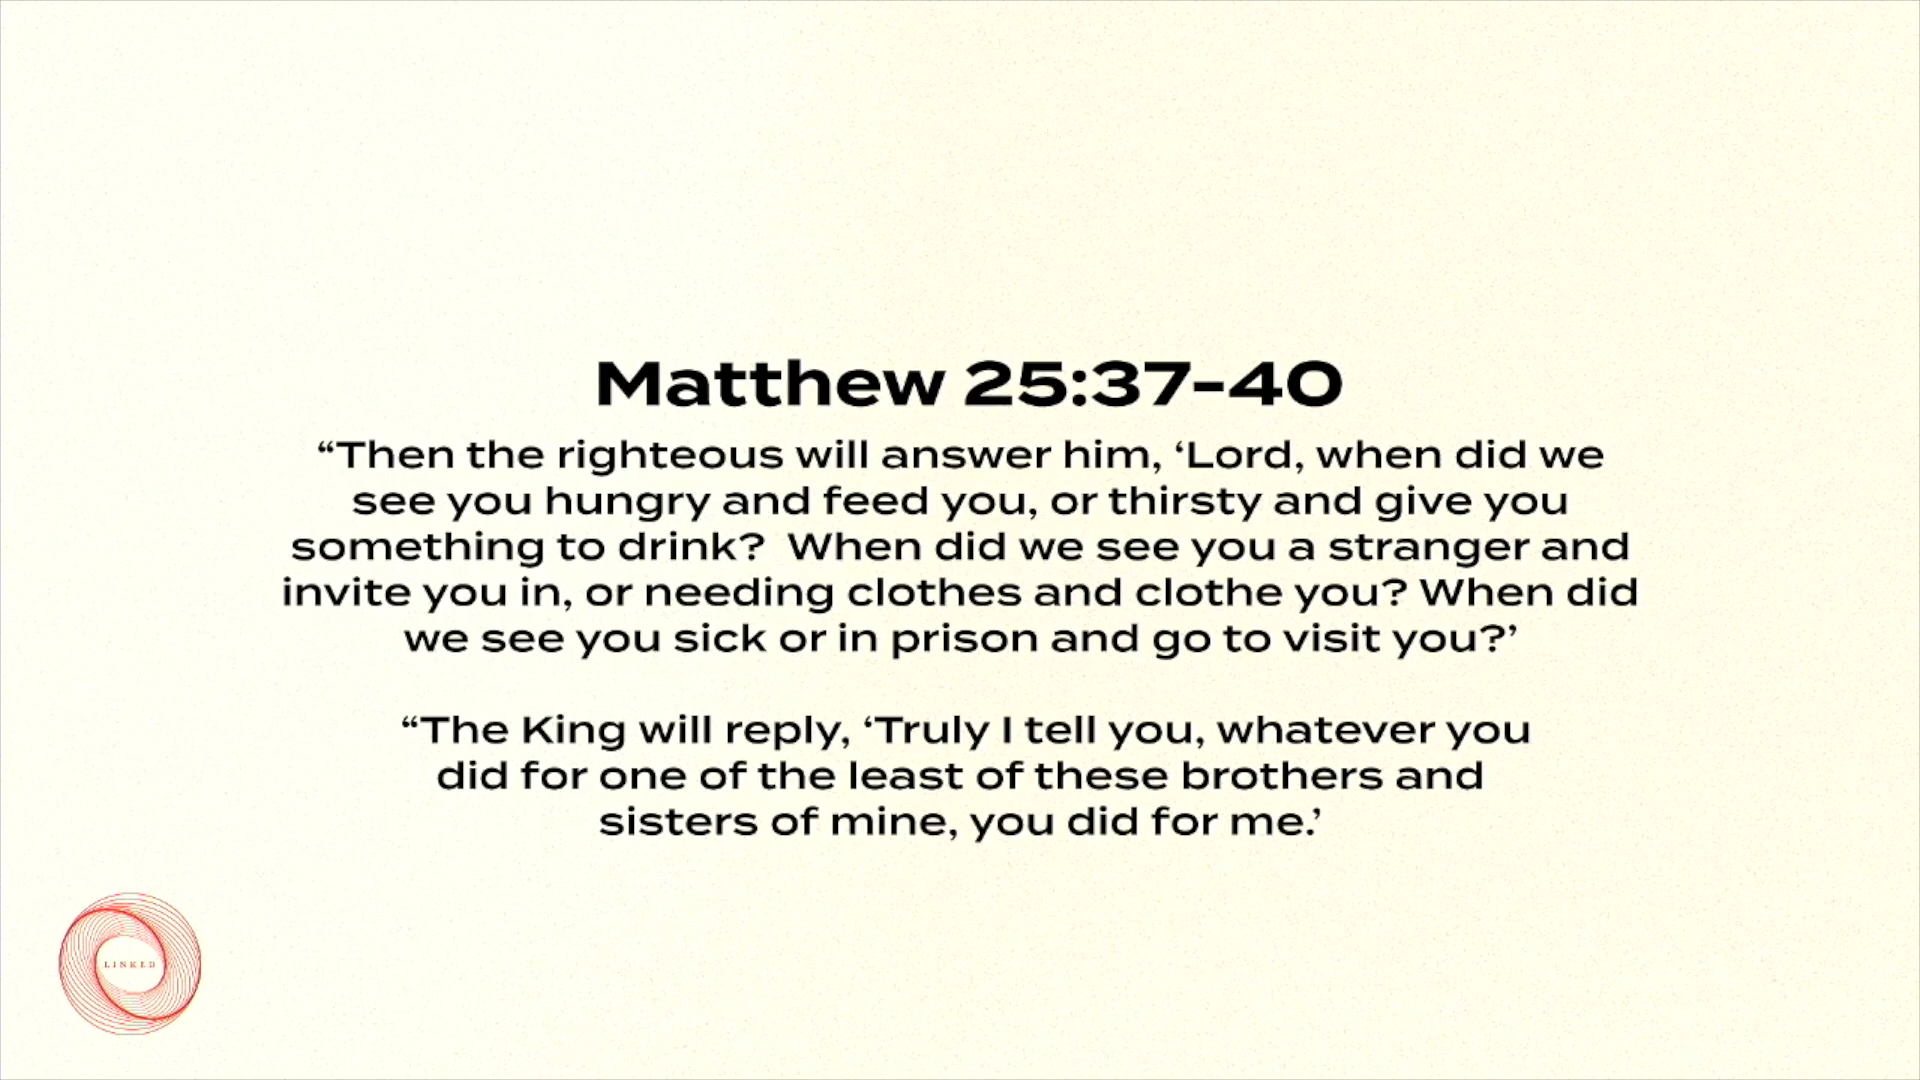 Matthew 25:37-40
“Then the righteous will answer him, ‘Lord, when did we
see you hungry and feed you, or thirsty and give you
something to drink?  When did we see you a stranger and
invite you in, or needing clothes and clothe you? When did
we see you sick or in prison and go to visit you?’
“The King will reply, ‘Truly I tell you, whatever you
did for one of the least of these brothers and
sisters of mine, you did for me.’
LINKED